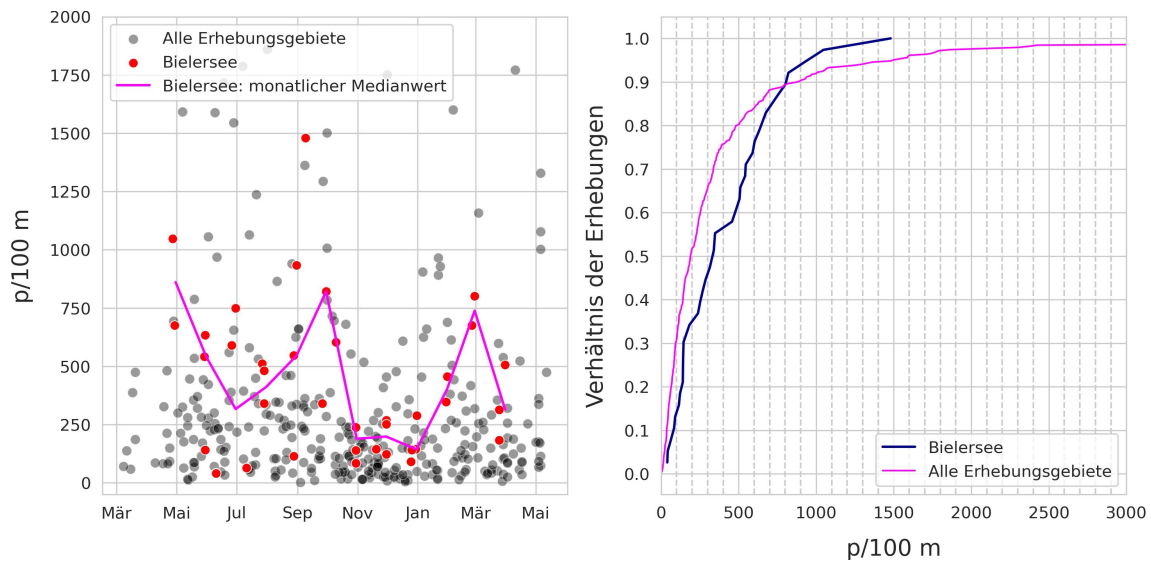 2000
1750
1500
1250
1000
750
500
250
0
p/100 m
Alle Erhebungsgebiete
Bielersee
Bielersee: monatlicher Medianwert
Mär
Mai
Jul
Sep
Nov
Jan
Mär
Mai
1.0
0.9
0.8
0.7
0.6
0.5
0.4
0.3
0.2
0.1
0.0
Verhältnis der Erhebungen
Bielersee
Alle Erhebungsgebiete
0
500
1000
1500
2000
2500
3000
p/100 m